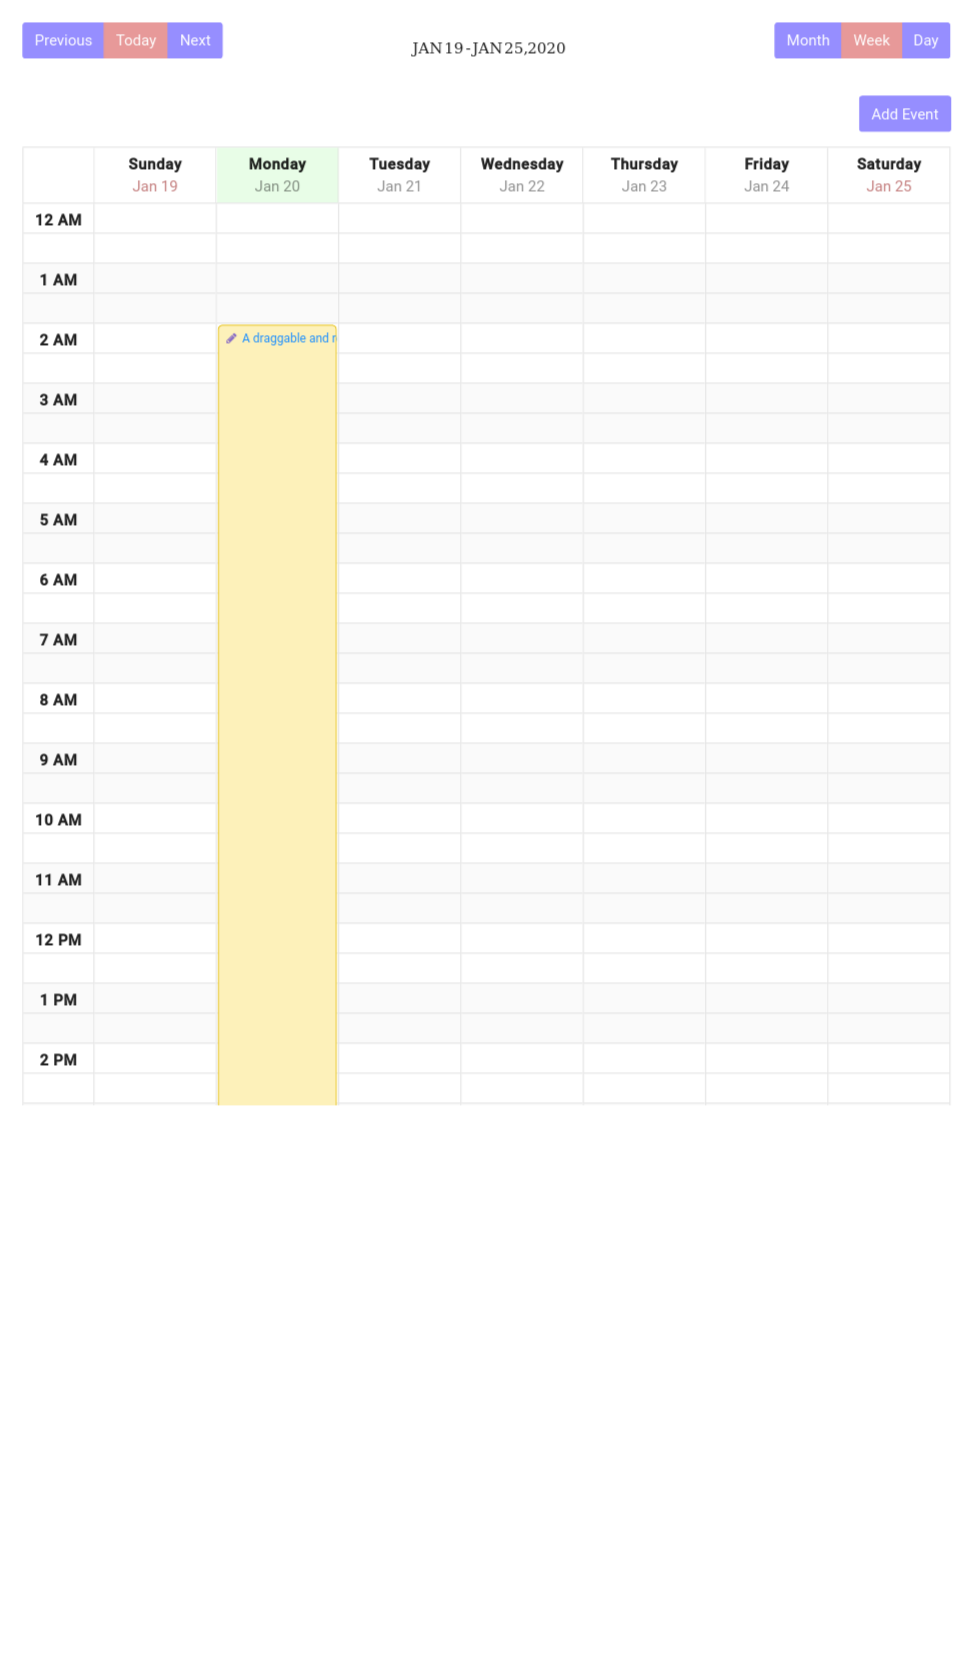 Previous Today Next
JAN 19 - JAN 25, 2020
Month Week Day
Add Event
Sunday Monday Tuesday Wednesday Thursday Friday Saturday
Jan 19 Jan 20 Jan 21 Jan 22 Jan 23 Jan 24 Jan 25
12 AM
1 AM
2 AM
A draggable and r
3 AM
4 AM
5 AM
6 AM
7 AM
8 AM
9 AM
10 AM
11 AM
12 PM
1 PM
2 PM